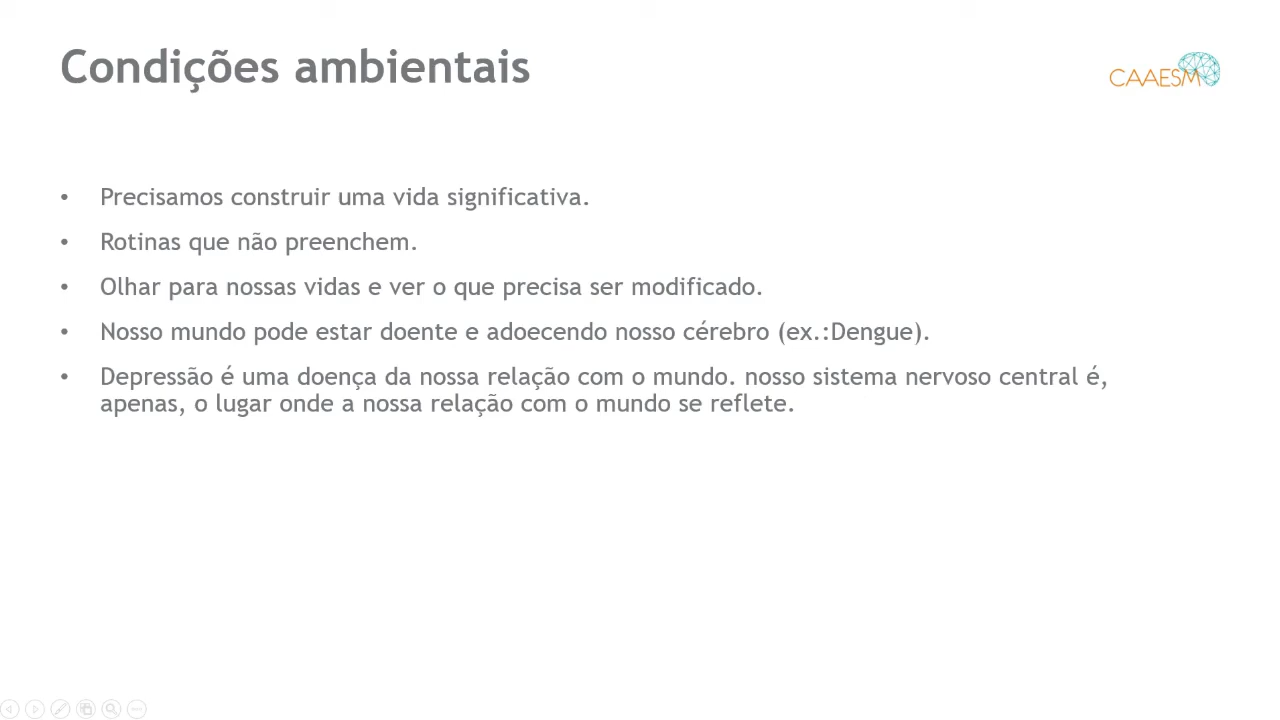 Condições ambientais
CAAESM
• Precisamos construir uma vida significativa.
• Rotinas que não preenchem.
• Olhar para nossas vidas e ver o que precisa ser modificado.
• Nosso mundo pode estar doente e adoecendo nosso cérebro (ex.:Dengue).
• Depressão é uma doença da nossa relação com o mundo. nosso sistema nervoso central é,
apenas, o lugar onde a nossa relação com o mundo se reflete.